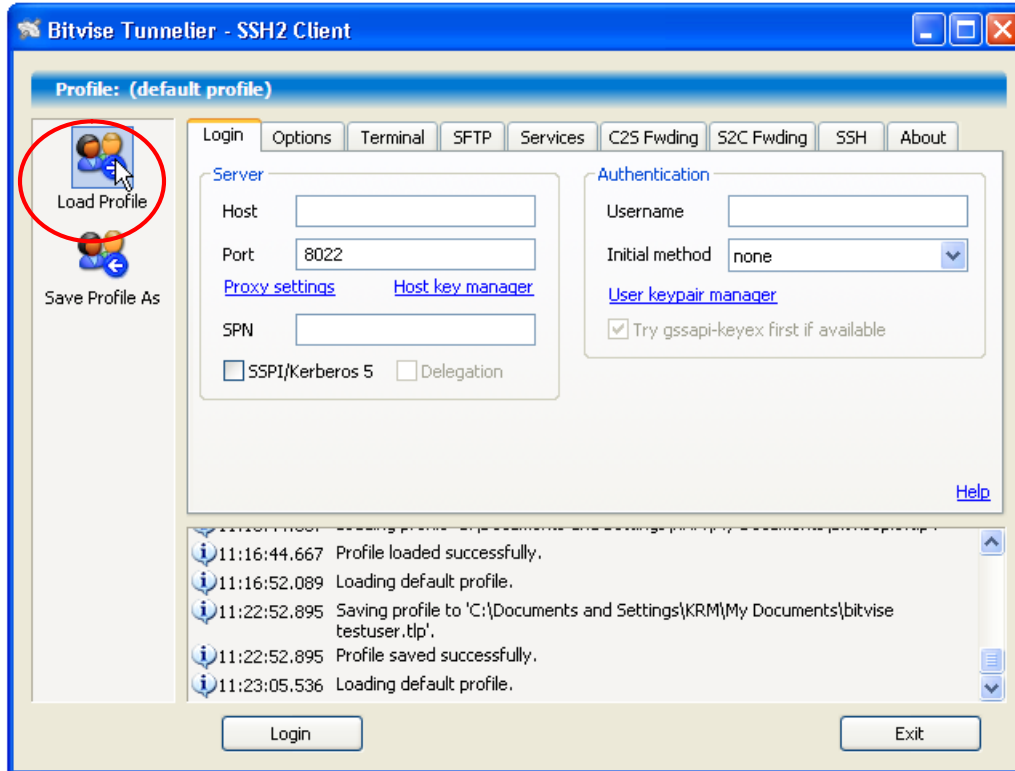 Bitvise Tunnelier - SSH2 Client
Profile: (default profile)
Load Profile
Save Profile As
Login Options Terminal SFTP Services C2S Fwding S2C Fwding SSH About
Server
Host
Port 8022
Proxy settings Host key manager
SPN
SSPI/Kerberos 5 Delegation
Authentication
Username
Initial method none
User keypair manager
Try gssapi-keyex first if available
Help
11:16:44.667 Profile loaded successfully.
11:16:52.089 Loading default profile.
11:22:52.895 Saving profile to 'C:\Documents and Settings\KRM\My Documents\bitvise
testuser.tlp'.
11:22:52.895 Profile saved successfully.
11:23:05.536 Loading default profile.
Login Exit